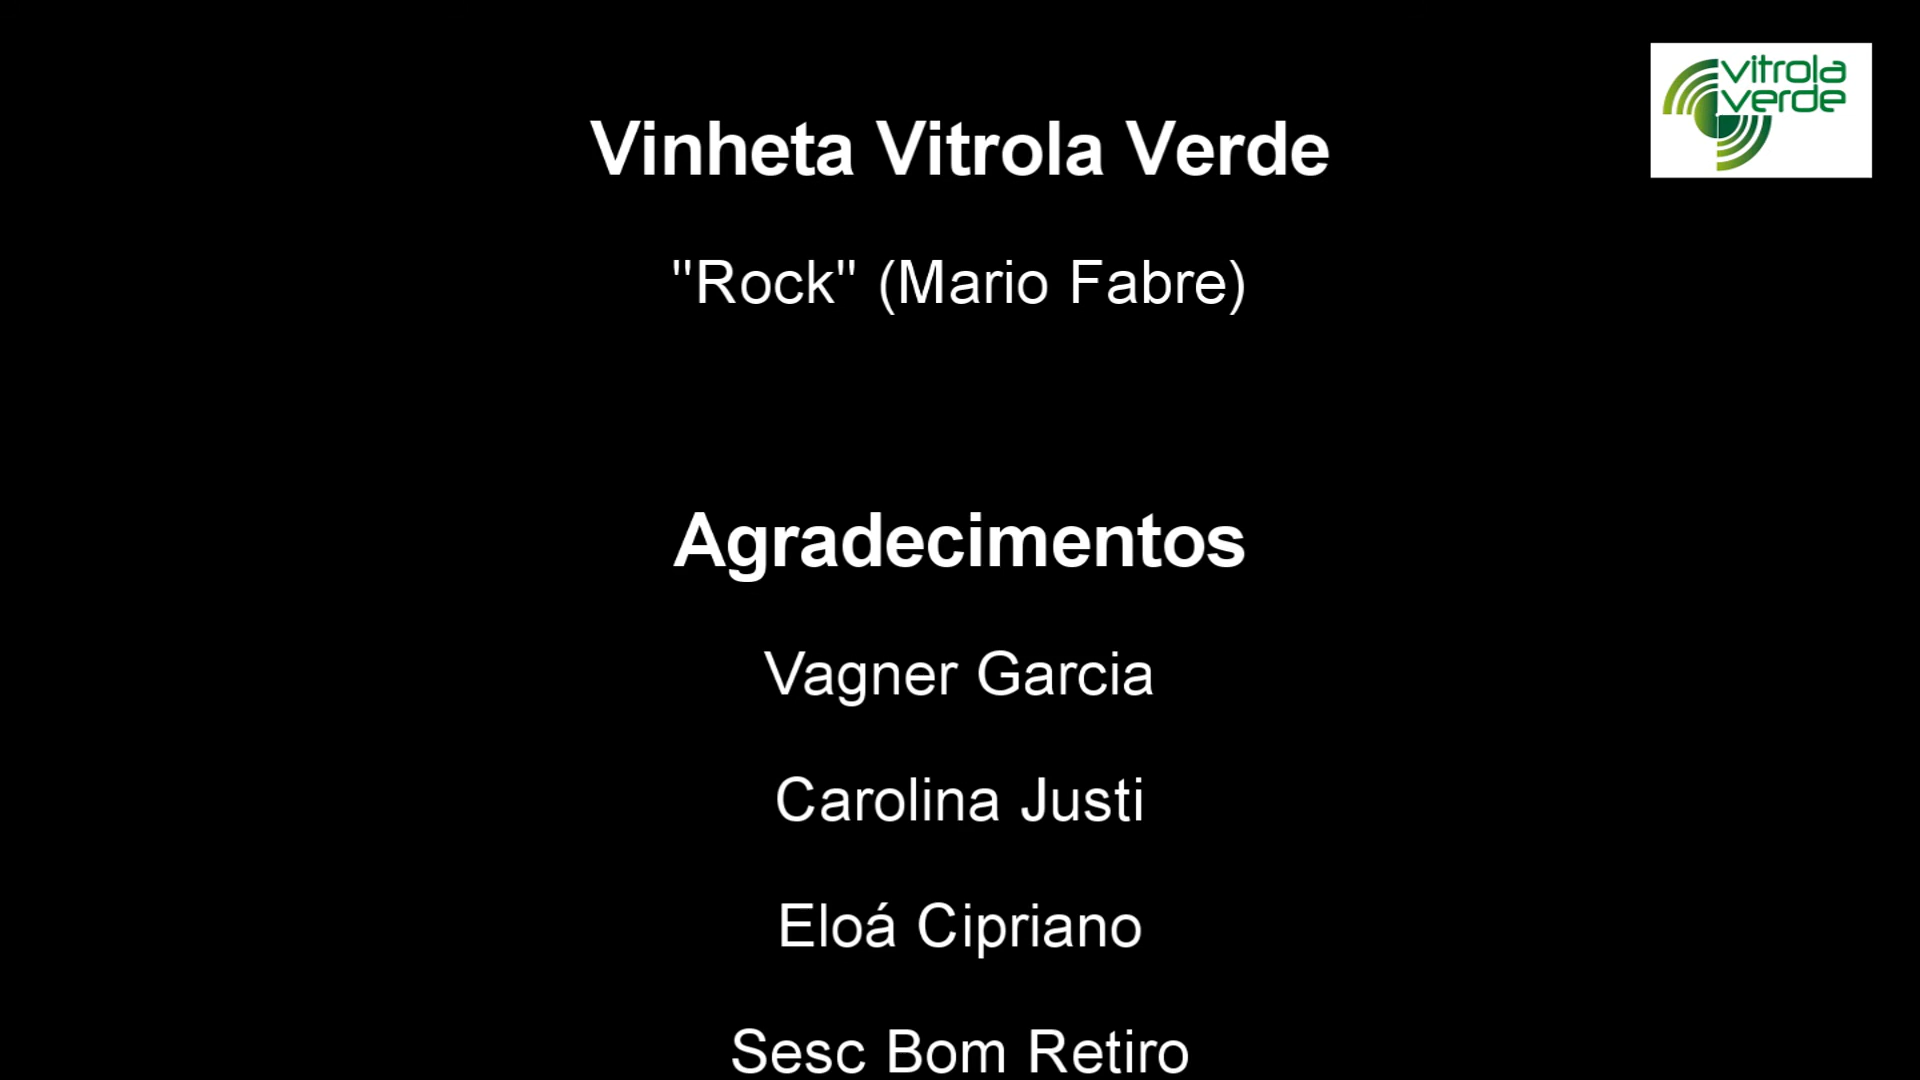 vitrola
verde
Vinheta Vitrola Verde
"Rock" (Mario Fabre)
Agradecimentos
Vagner Garcia
Carolina Justi
Eloá Cipriano
Sesc Bom Retiro